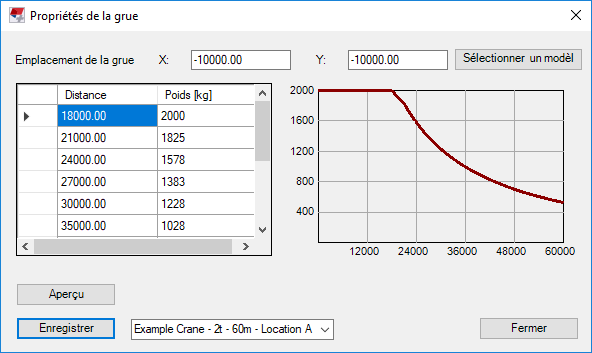 Propriétés de la grue
Emplacement de la grue X: -10000.00 Y: -10000.00 Sélectionner un modèl
Distance Poids [kg]
18000.00 2000
21000.00 1825
24000.00 1578
27000.00 1383
30000.00 1228
35000.00 1028
2000
1600
1200
800
400
12000 24000 36000 48000 60000
Aperçu
Enregistrer Example Crane - 2t - 60m - Location A Fermer